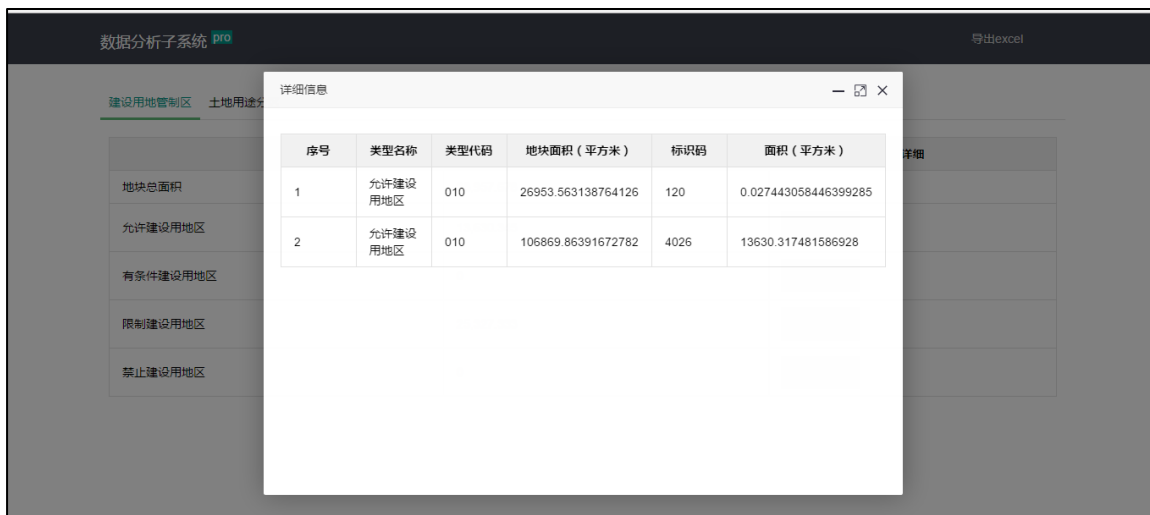 数据分析子系统 pro
导出excel
建设用地管制区 土地用途分
详细
地块总面积
允许建设用地区
有条件建设用地区
限制建设用地区
禁止建设用地区
详细信息
序号 类型名称 类型代码 地块面积（平方米） 标识码 面积（平方米）
1 允许建设用地区 010 26953.563138764126 120 0.027443058446399285
2 允许建设用地区 010 106869.86391672782 4026 13630.317481586928